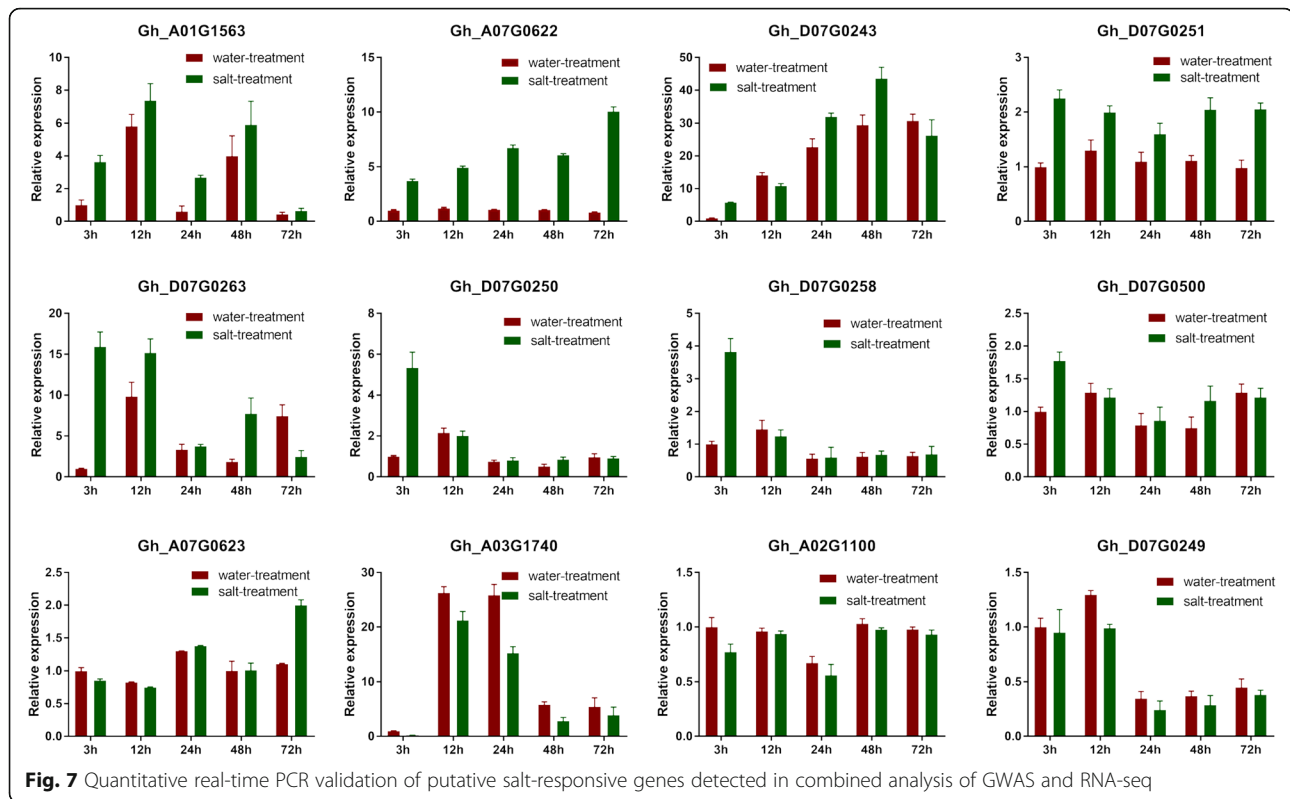 Gh_A01G1563
Relative expression
10
8
6
4
2
0
water-treatment
salt-treatment
3h 12h 24h 48h 72h
Gh_A07G0622
Relative expression
15
10
5
0
water-treatment
salt-treatment
3h 12h 24h 48h 72h
Gh_D07G0243
Relative expression
50
40
30
20
10
0
water-treatment
salt-treatment
3h 12h 24h 48h 72h
Gh_D07G0251
Relative expression
3
2
1
0
water-treatment
salt-treatment
3h 12h 24h 48h 72h
Gh_D07G0263
Relative expression
20
15
10
5
0
water-treatment
salt-treatment
3h 12h 24h 48h 72h
Gh_D07G0250
Relative expression
8
6
4
2
0
water-treatment
salt-treatment
3h 12h 24h 48h 72h
Gh_D07G0258
Relative expression
5
4
3
2
1
0
water-treatment
salt-treatment
3h 12h 24h 48h 72h
Gh_D07G0500
Relative expression
2.5
2.0
1.5
1.0
0.5
0.0
water-treatment
salt-treatment
3h 12h 24h 48h 72h
Gh_A07G0623
Relative expression
2.5
2.0
1.5
1.0
0.5
0.0
water-treatment
salt-treatment
3h 12h 24h 48h 72h
Gh_A03G1740
Relative expression
30
20
10
0
water-treatment
salt-treatment
3h 12h 24h 48h 72h
Gh_A02G1100
Relative expression
1.5
1.0
0.5
0.0
water-treatment
salt-treatment
3h 12h 24h 48h 72h
Gh_D07G0249
Relative expression
1.5
1.0
0.5
0.0
water-treatment
salt-treatment
3h 12h 24h 48h 72h
Fig. 7 Quantitative real-time PCR validation of putative salt-responsive genes detected in combined analysis of GWAS and RNA-seq